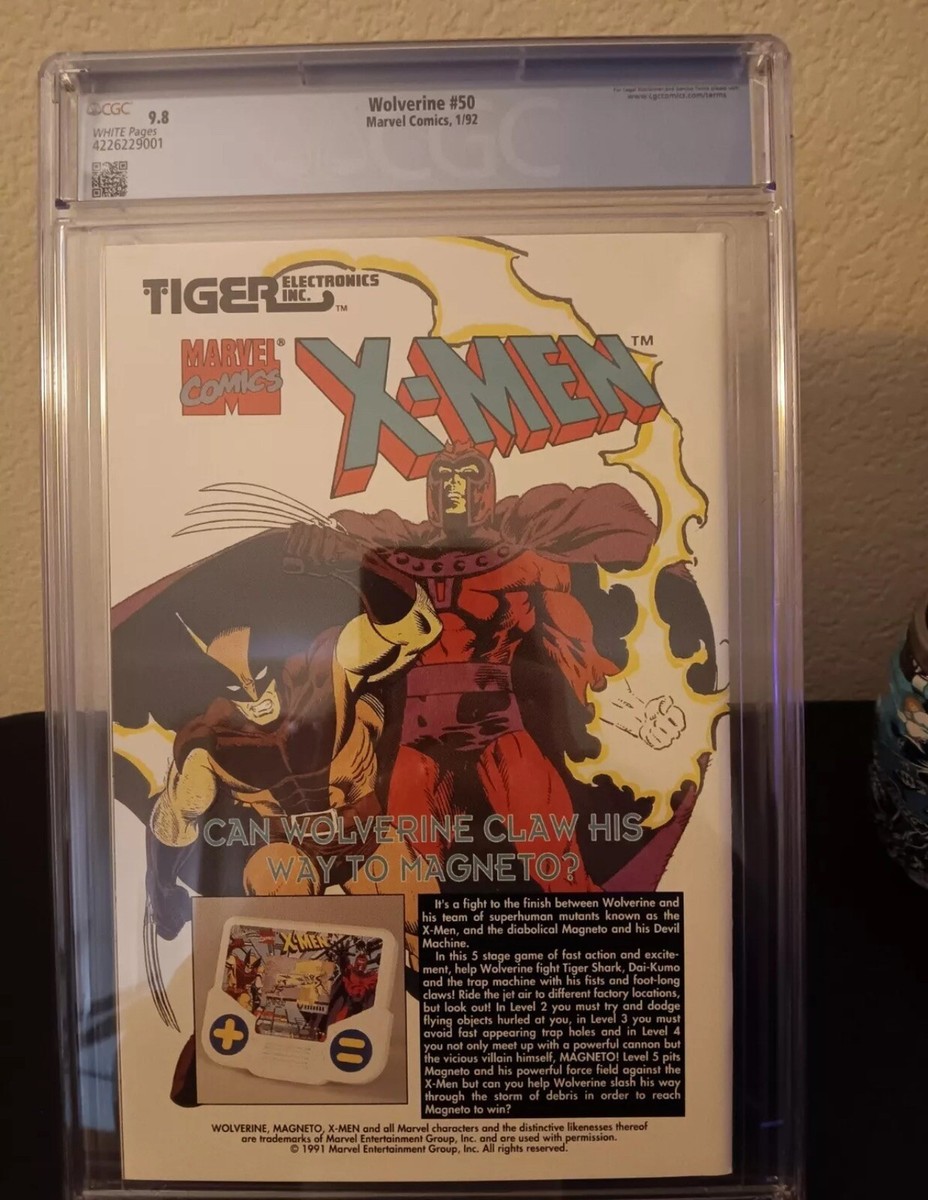 CGC 9.8
WHITE Pages
4226229001
Wolverine #50
Marvel Comics, 1/92
www.cgccomics.com/terms
CGC
TIGER ELECTRONICS INC.™
MARVEL®
COMICS
X-MEN™
CAN WOLVERINE CLAW HIS
WAY TO MAGNETO?
X-MEN
It's a fight to the finish between Wolverine and
his team of superhuman mutants known as the
X-Men, and the diabolical Magneto and his Devil
Machine.
In this 5 stage game of fast action and excite-
ment, help Wolverine fight Tiger Shark, Dai-Kumo
and the trap machine with his fists and foot-long
claws! Ride the jet air to different factory locations,
but look out! In Level 2 you must try and dodge
flying objects hurled at you, in Level 3 you must
avoid fast appearing trap holes and in Level 4
you not only meet up with a powerful cannon but
the vicious villain himself, MAGNETO! Level 5 pits
Magneto and his powerful force field against the
X-Men but can you help Wolverine slash his way
through the storm of debris in order to reach
Magneto to win?
WOLVERINE, MAGNETO, X-MEN and all Marvel characters and the distinctive likenesses thereof
are trademarks of Marvel Entertainment Group, Inc. and are used with permission.
© 1991 Marvel Entertainment Group, Inc. All rights reserved.